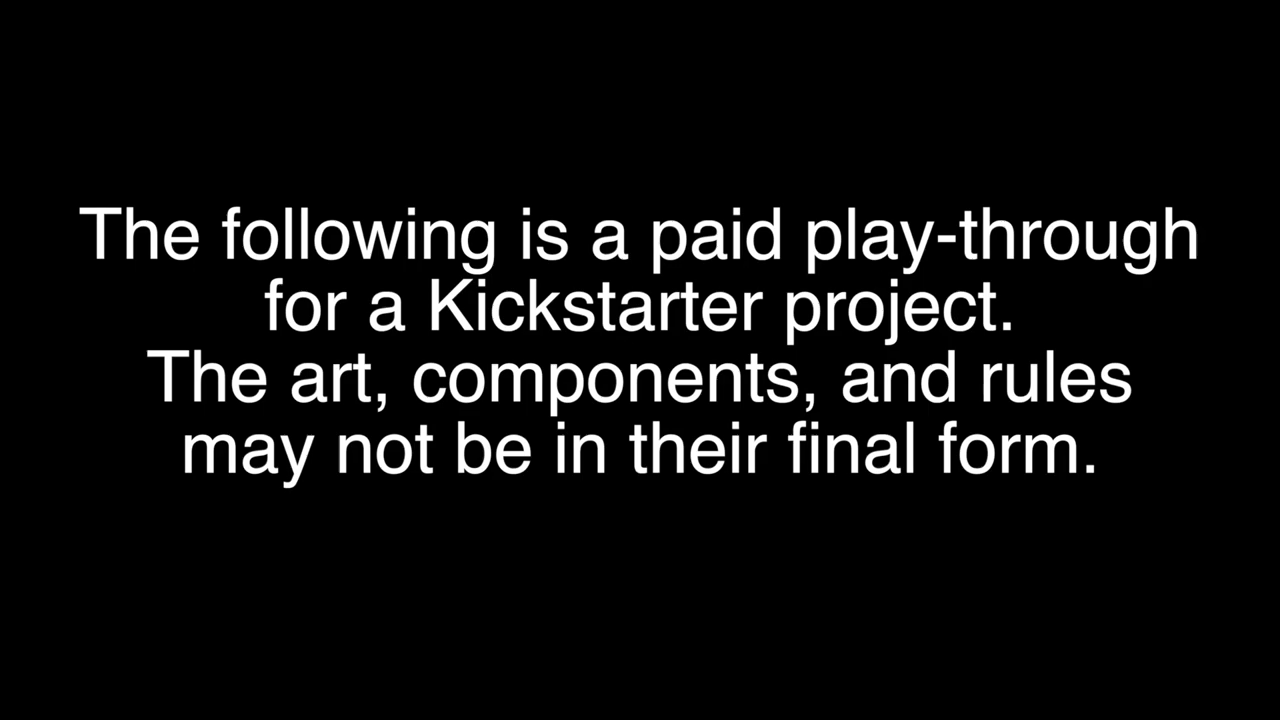 The following is a paid play-through
for a Kickstarter project.
The art, components, and rules
may not be in their final form.